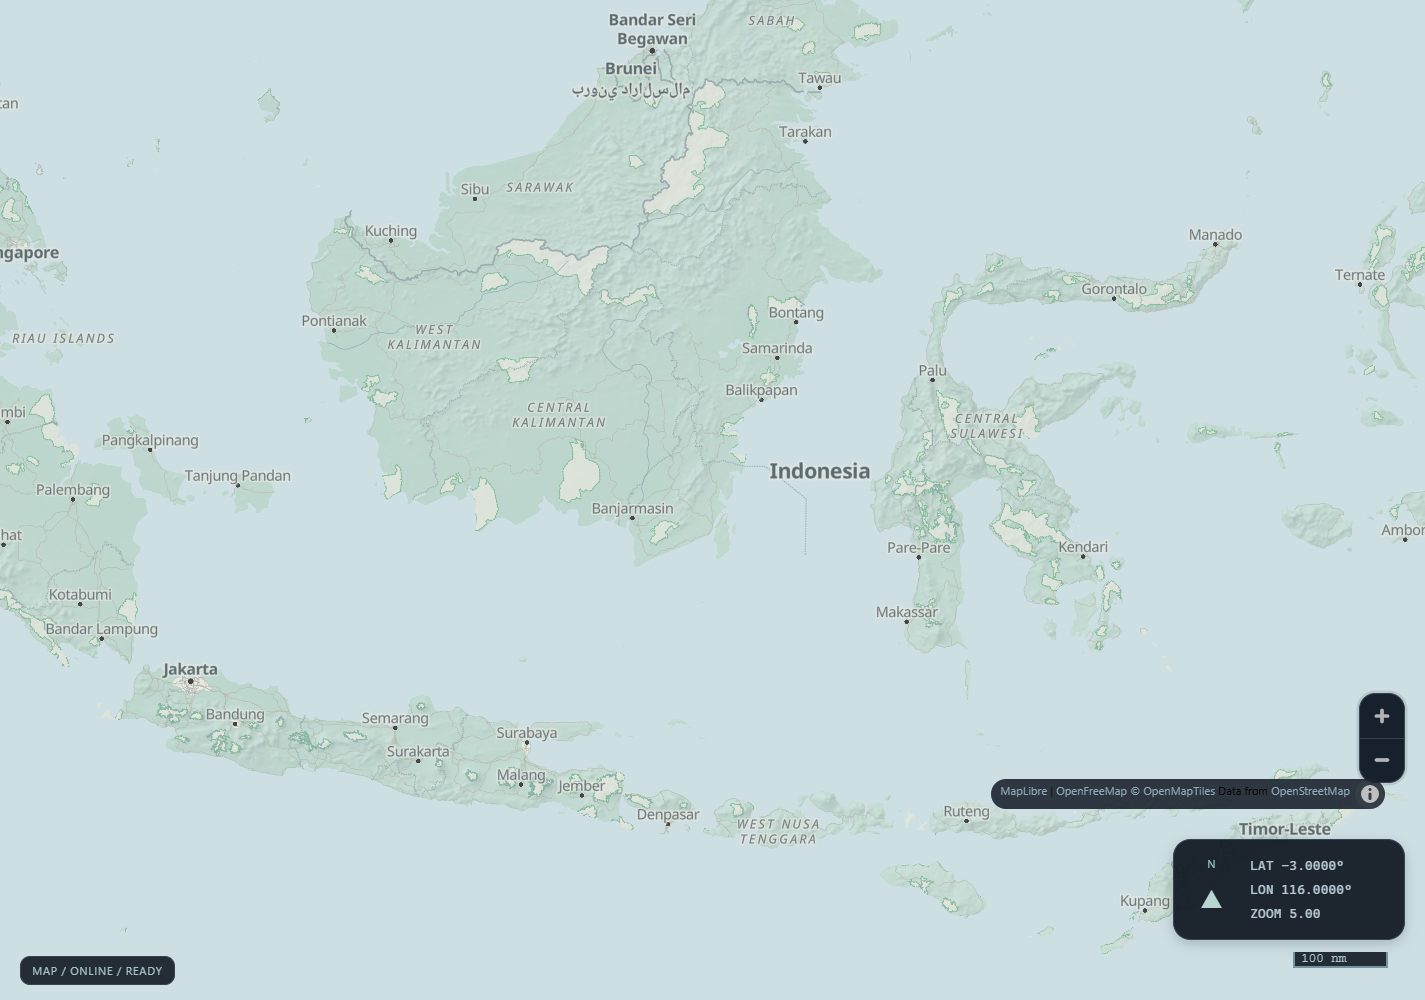 Bandar Seri
Begawan
SABAH
Brunei
بروني دارالسلام
Tawau
tan
Tarakan
Sibu
SARAWAK
Kuching
Manado
ngapore
Ternate
Gorontalo
Pontianak
Bontang
WEST
KALIMANTAN
RIAU ISLANDS
Samarinda
Palu
Balikpapan
mbi
CENTRAL
KALIMANTAN
CENTRAL
SULAWESI
Pangkalpinang
Tanjung Pandan
Indonesia
Palembang
Banjarmasin
hat
Ambon
Pare-Pare
Kendari
Kotabumi
Makassar
Bandar Lampung
Jakarta
Bandung
Semarang
Surabaya
Surakarta
Malang
Jember
Denpasar
WEST NUSA
TENGGARA
Ruteng
+
−
MapLibre | OpenFreeMap © OpenMapTiles Data from OpenStreetMap
Timor-Leste
Kupang
N
LAT −3.0000°
LON 116.0000°
ZOOM 5.00
100 nm
MAP / ONLINE / READY